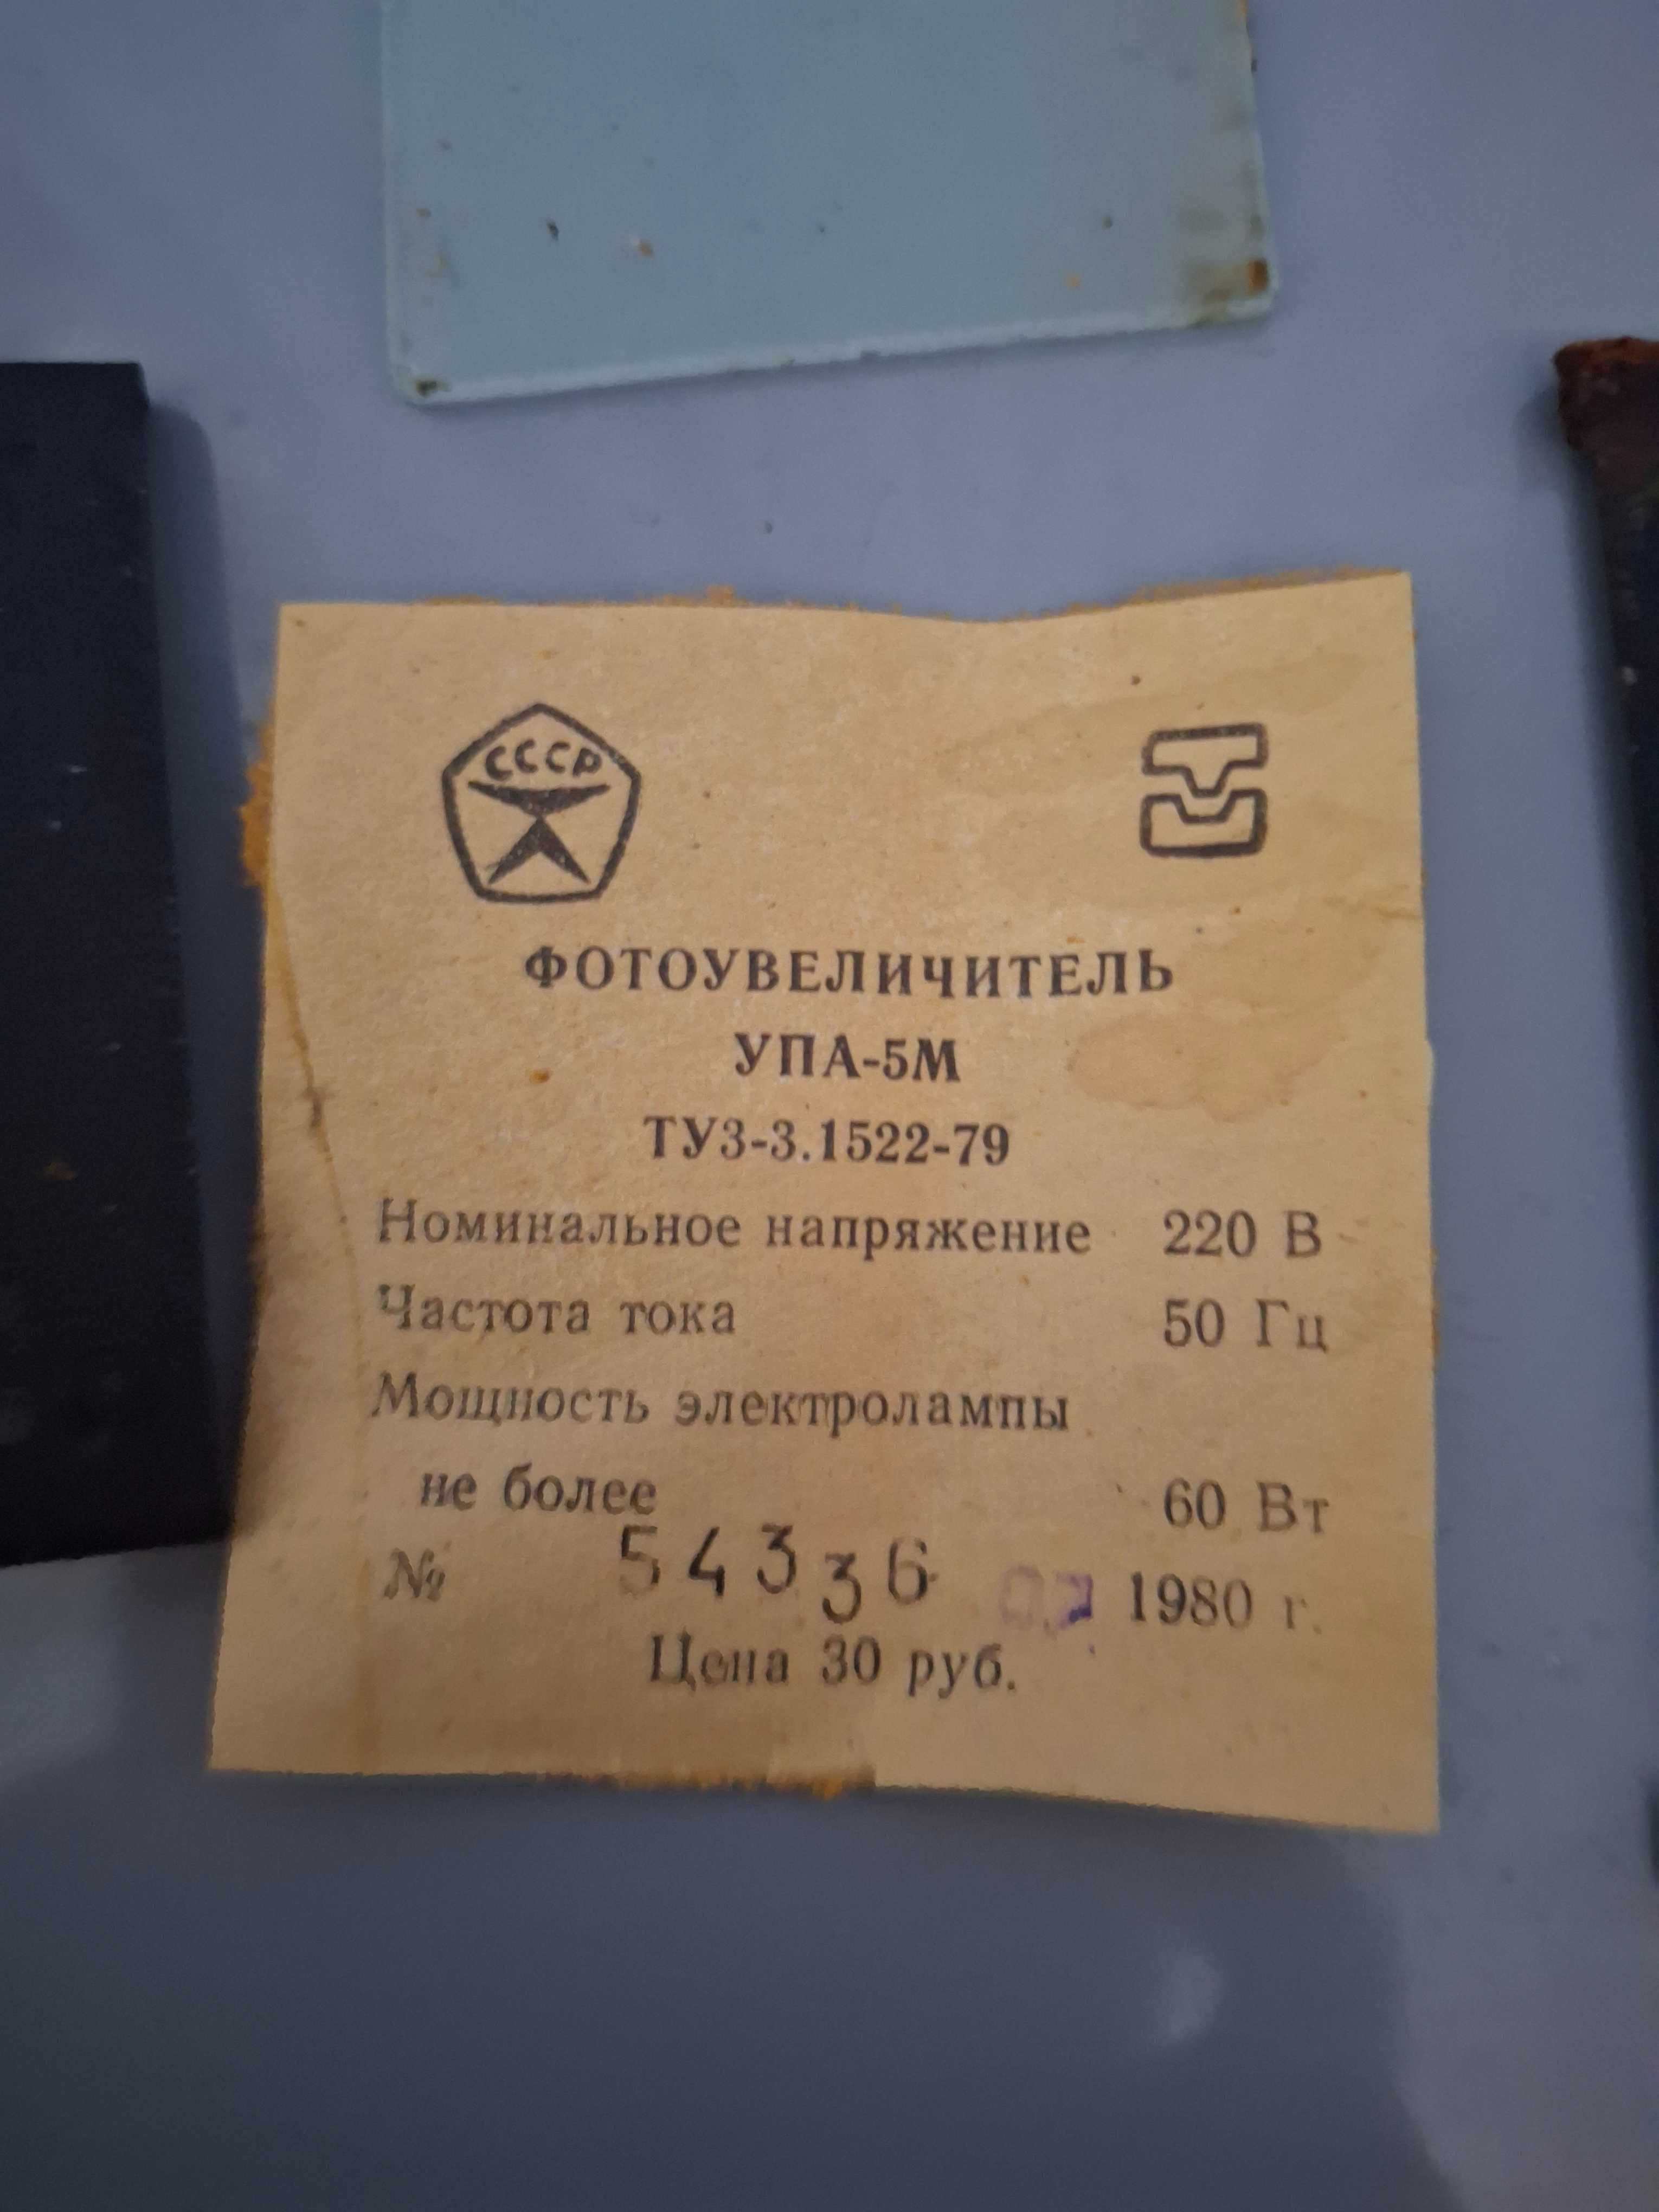 СССР
ФОТОУВЕЛИЧИТЕЛЬ
УПА-5М
ТУЗ-3.1522-79
Номинальное напряжение 220 В
Частота тока 50 Гц
Мощность электролампы
не более 60 Вт
№ 54336 1980 г.
Цена 30 руб.